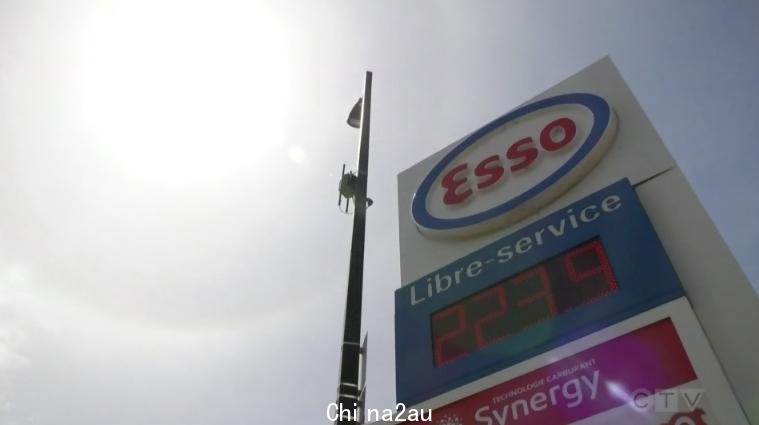 Esso
Libre-service
223 9
TECHNOLOGIE CARBURANT
Synergy
CTV
Chi na2au